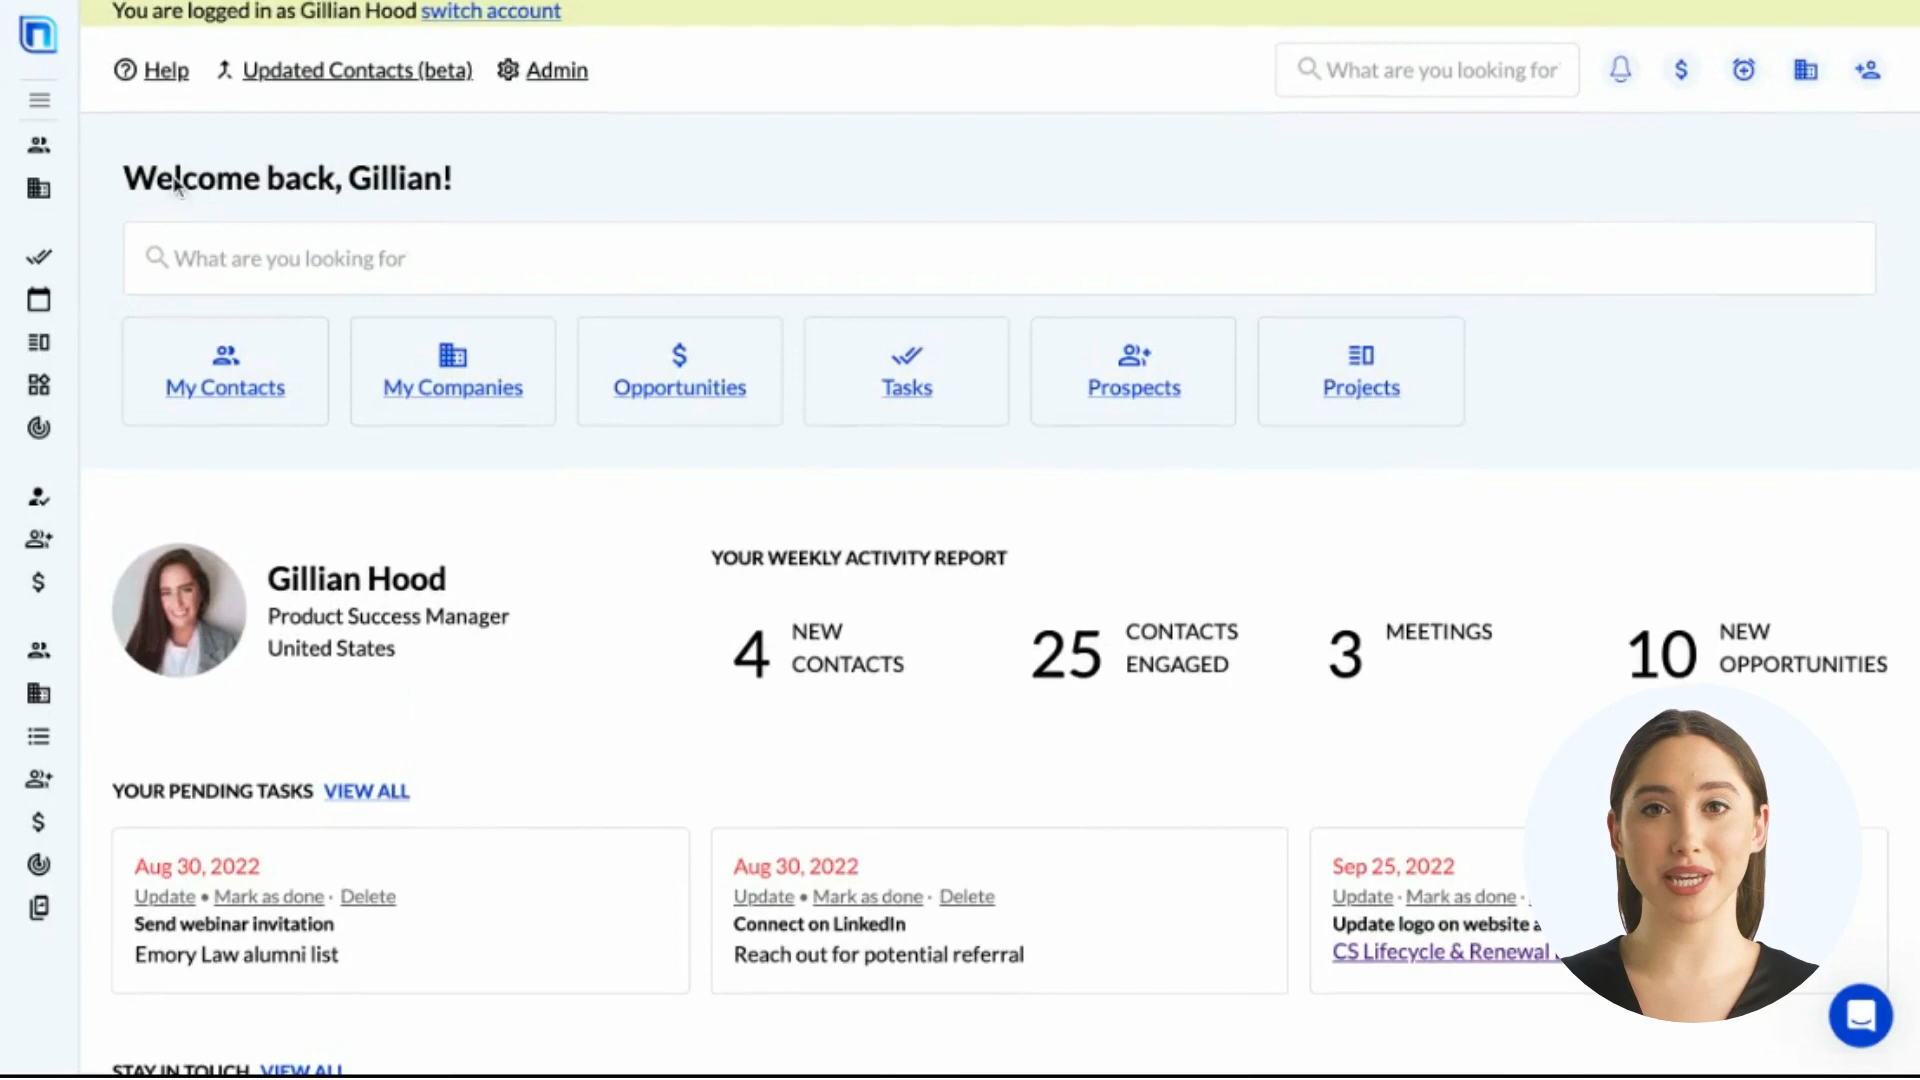 You are logged in as Gillian Hood switch account
Help Updated Contacts (beta) Admin
What are you looking for
Welcome back, Gillian!
What are you looking for
My Contacts My Companies Opportunities Tasks Prospects Projects
Gillian Hood
Product Success Manager
United States
YOUR WEEKLY ACTIVITY REPORT
4 NEW CONTACTS
25 CONTACTS ENGAGED
3 MEETINGS
10 NEW OPPORTUNITIES
YOUR PENDING TASKS VIEW ALL
Aug 30, 2022
Update • Mark as done · Delete
Send webinar invitation
Emory Law alumni list
Aug 30, 2022
Update • Mark as done · Delete
Connect on LinkedIn
Reach out for potential referral
Sep 25, 2022
Update · Mark as done ·
Update logo on website
CS Lifecycle & Renewal
STAY IN TOUCH VIEW ALL